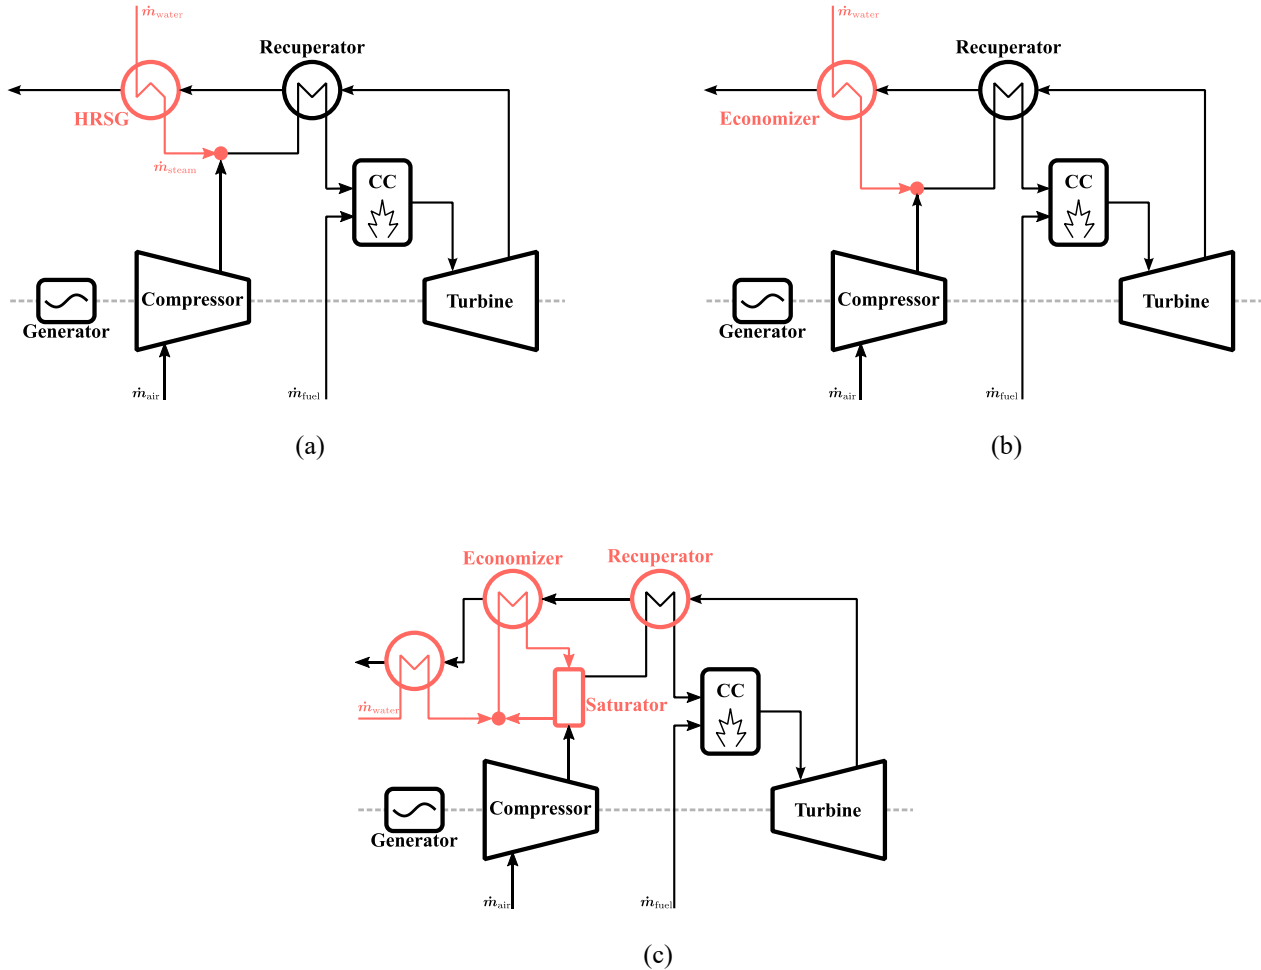 ṁwater
Recuperator
HRSG
ṁsteam
CC
Compressor
Turbine
Generator
ṁair
ṁfuel
(a)
ṁwater
Recuperator
Economizer
CC
Compressor
Turbine
Generator
ṁair
ṁfuel
(b)
Economizer
Recuperator
CC
ṁwater
Saturator
Compressor
Turbine
Generator
ṁair
ṁfuel
(c)